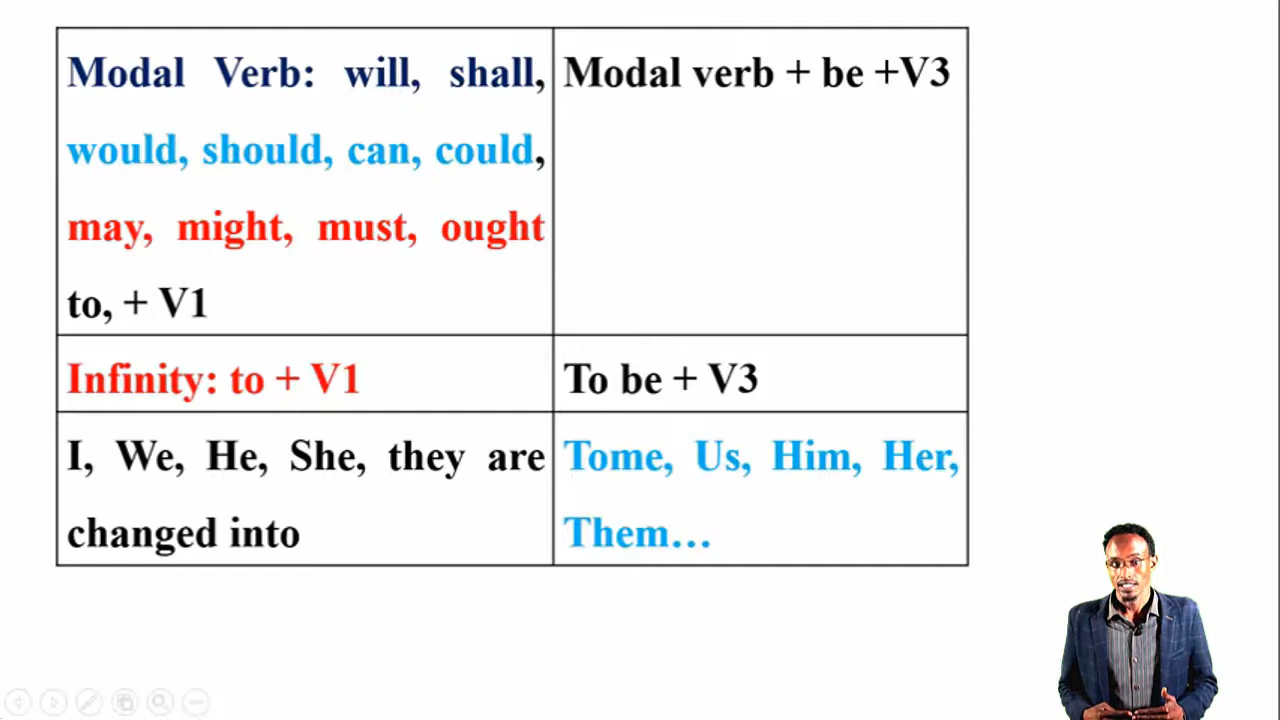 Modal Verb: will, shall,
would, should, can, could,
may, might, must, ought
to, + V1
Modal verb + be +V3
Infinity: to + V1
To be + V3
I, We, He, She, they are
changed into
Tome, Us, Him, Her,
Them…